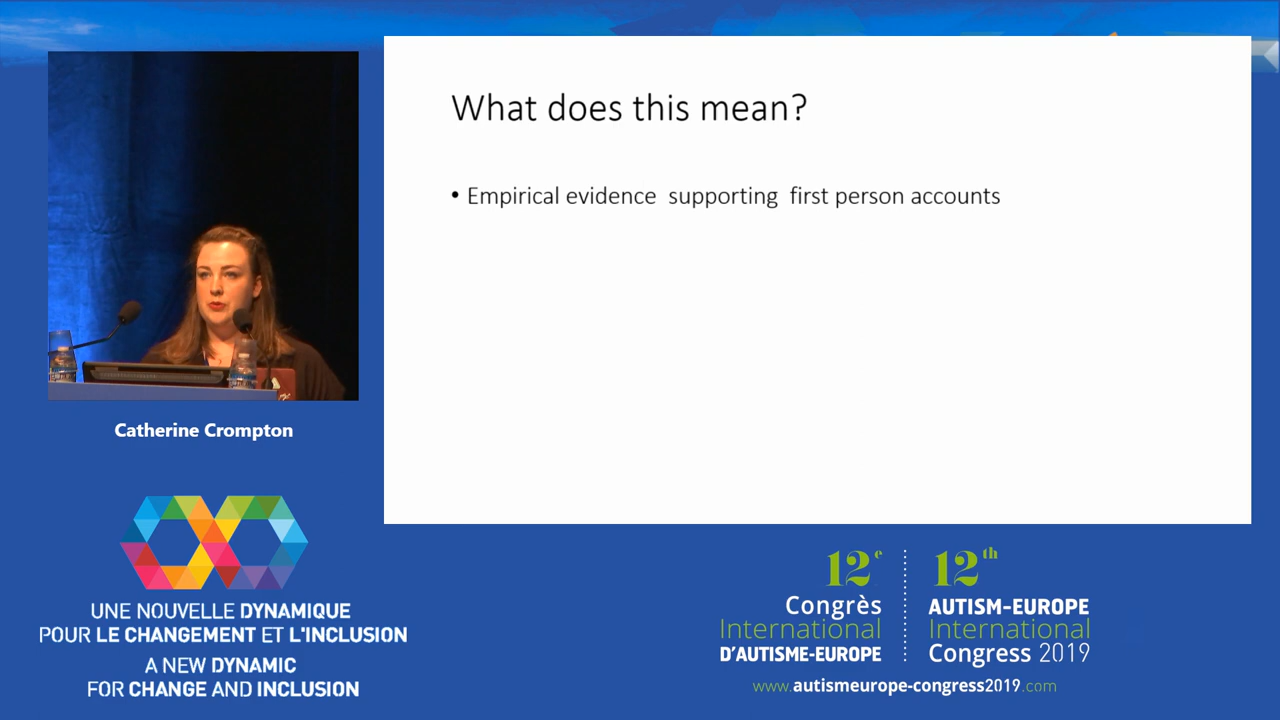 What does this mean?
• Empirical evidence supporting first person accounts
Catherine Crompton
UNE NOUVELLE DYNAMIQUE
POUR LE CHANGEMENT ET L'INCLUSION
A NEW DYNAMIC
FOR CHANGE AND INCLUSION
12e
Congrès
International
D'AUTISME-EUROPE
12th
AUTISM-EUROPE
International
Congress 2019
www.autismeurope-congress2019.com